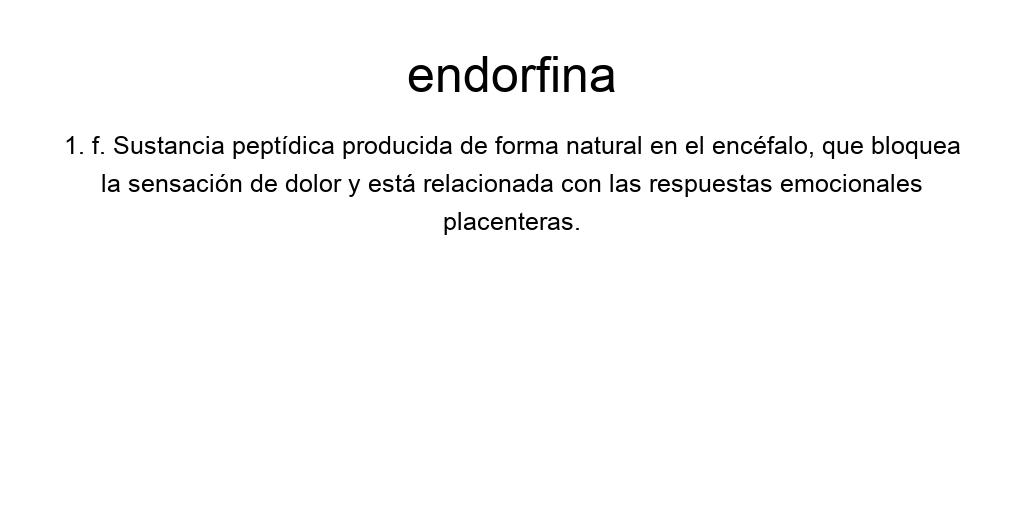 endorfina
1. f. Sustancia peptídica producida de forma natural en el encéfalo, que bloquea
la sensación de dolor y está relacionada con las respuestas emocionales
placenteras.